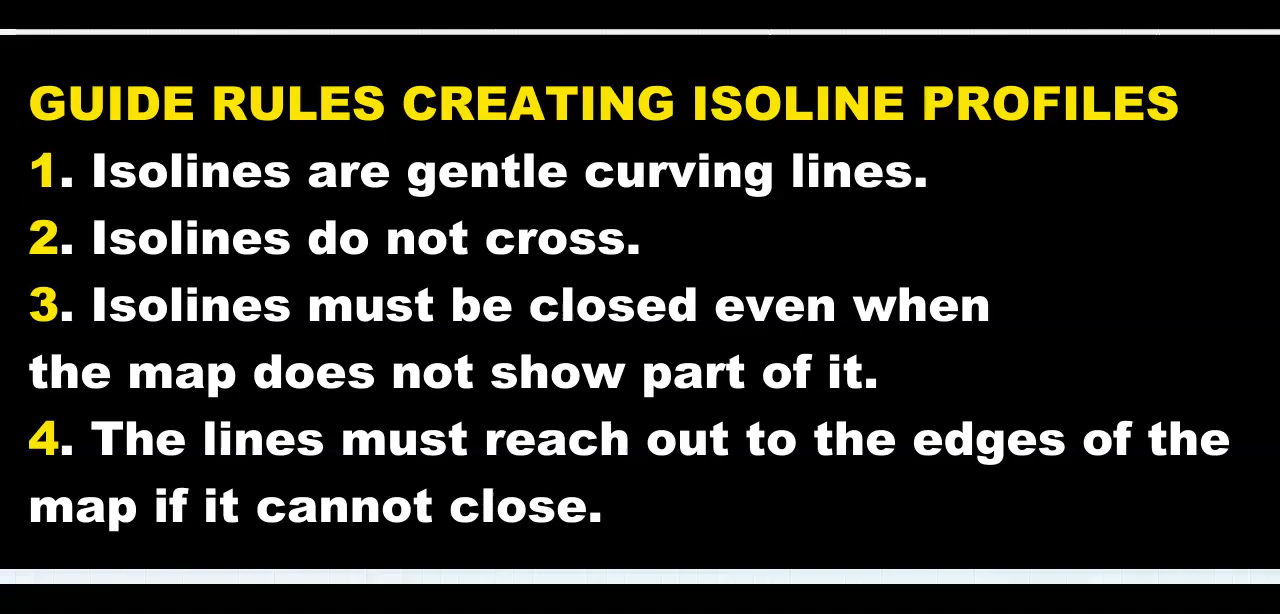 GUIDE RULES CREATING ISOLINE PROFILES
1. Isolines are gentle curving lines.
2. Isolines do not cross.
3. Isolines must be closed even when
the map does not show part of it.
4. The lines must reach out to the edges of the
map if it cannot close.